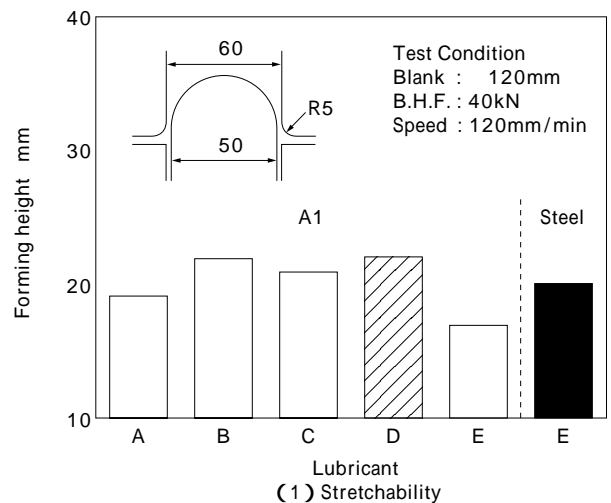 40
30
20
10
Forming height mm
60
50
R5
Test Condition
Blank : 120mm
B.H.F. : 40kN
Speed : 120mm/min
A1
Steel
A
B
C
D
E
E
Lubricant
(1) Stretchability